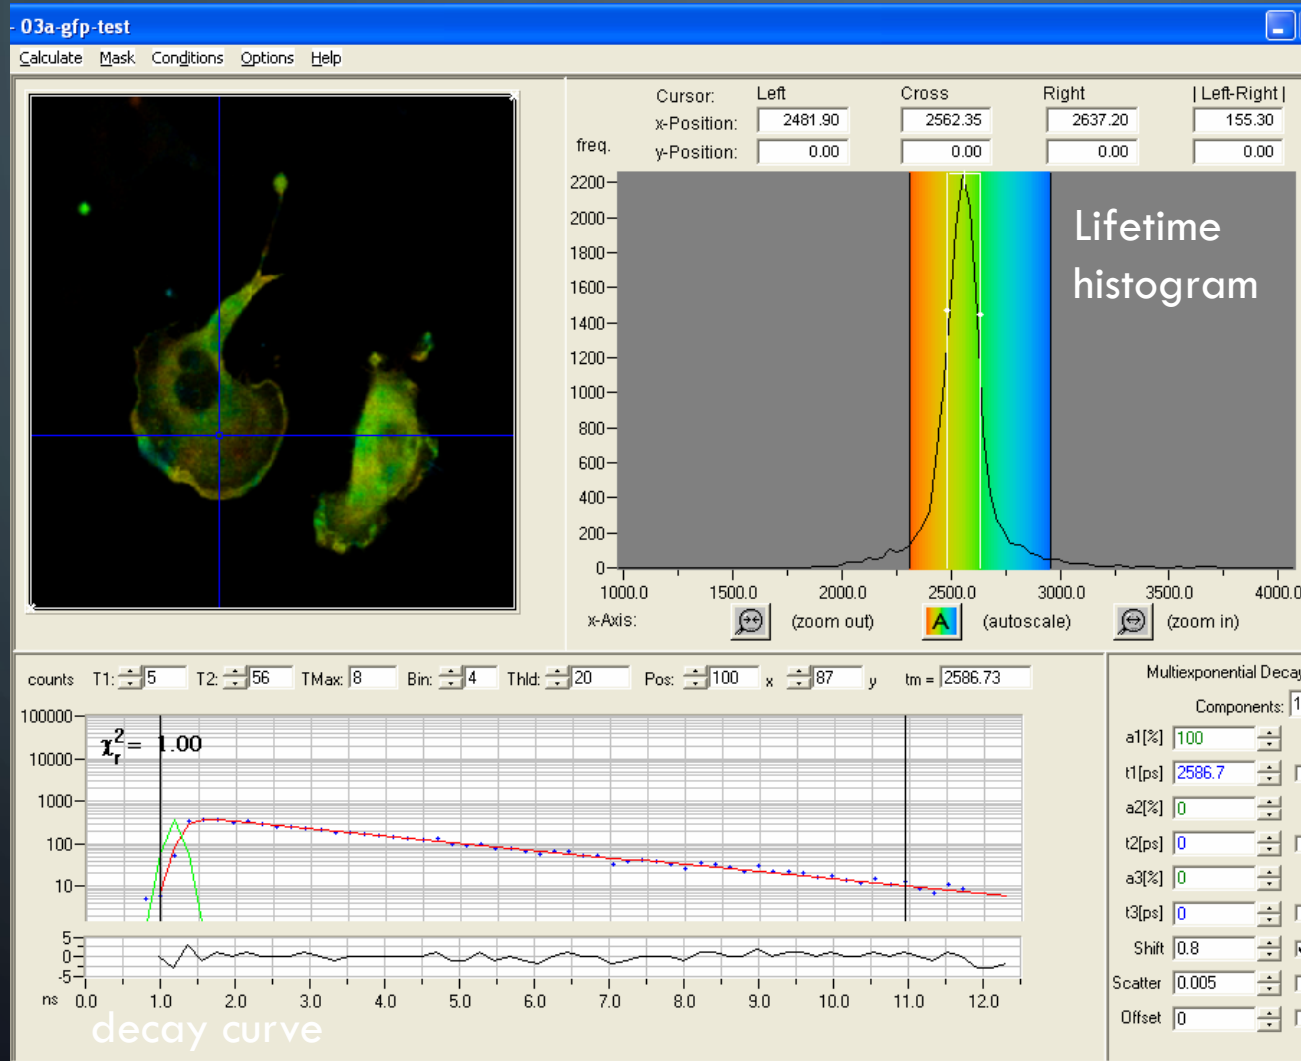 - 03a-gfp-test
Calculate Mask Conditions Options Help
Cursor: Left Cross Right | Left-Right |
x-Position: 2481.90 2562.35 2637.20 155.30
freq. y-Position: 0.00 0.00 0.00 0.00
2200
2000
1800
1600
1400
1200
1000
800
600
400
200
0
Lifetime
histogram
1000.0 1500.0 2000.0 2500.0 3000.0 3500.0 4000.0
x-Axis: (zoom out) A (autoscale) (zoom in)
counts T1: 5 T2: 56 TMax: 8 Bin: 4 Thld: 20 Pos: 100 x 87 y tm = 2586.73
100000
10000
1000
100
10
χr² = 1.00
5
0
-5
ns 0.0 1.0 2.0 3.0 4.0 5.0 6.0 7.0 8.0 9.0 10.0 11.0 12.0
decay curve
Multiexponential Decay
Components: 1
a1[%] 100
t1[ps] 2586.7
a2[%] 0
t2[ps] 0
a3[%] 0
t3[ps] 0
Shift 0.8
Scatter 0.005
Offset 0